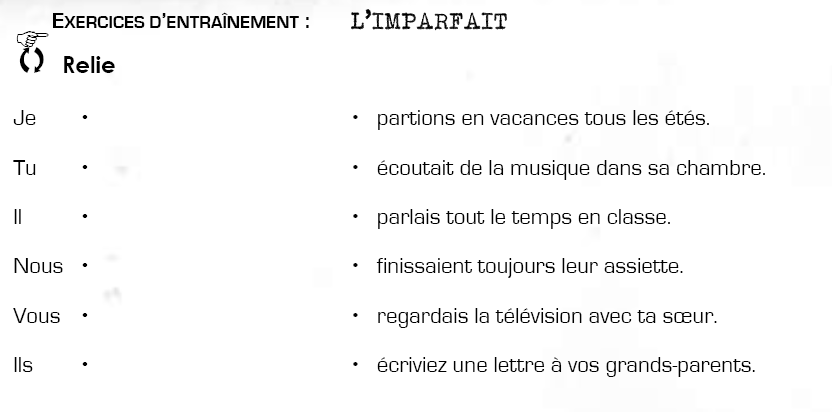 EXERCICES D'ENTRAÎNEMENT : L'IMPARFAIT
Relie
Je • • partions en vacances tous les étés.
Tu • • écoutait de la musique dans sa chambre.
Il • • parlais tout le temps en classe.
Nous • • finissaient toujours leur assiette.
Vous • • regardais la télévision avec ta sœur.
Ils • • écriviez une lettre à vos grands-parents.